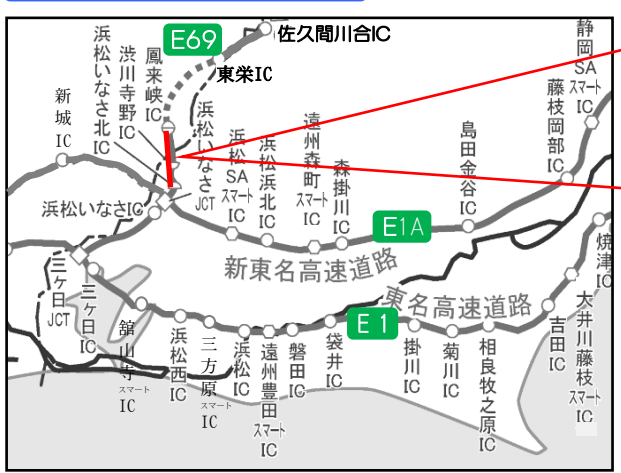 E69
佐久間川合IC
東栄IC
鳳来峡IC
渋川寺野IC
浜松いなさ北IC
新城IC
浜松いなさJCT
浜松いなさIC
浜松SAスマートIC
浜松浜北IC
遠州森町スマートIC
森掛川IC
島田金谷IC
藤枝岡部IC
静岡SAスマートIC
E1A
新東名高速道路
東名高速道路
E1
三ケ日JCT
三ケ日IC
舘山寺スマートIC
浜松西IC
三方原スマートIC
浜松IC
遠州豊田スマートIC
磐田IC
袋井IC
掛川IC
菊川IC
相良牧之原IC
吉田IC
大井川藤枝スマートIC
焼津IC